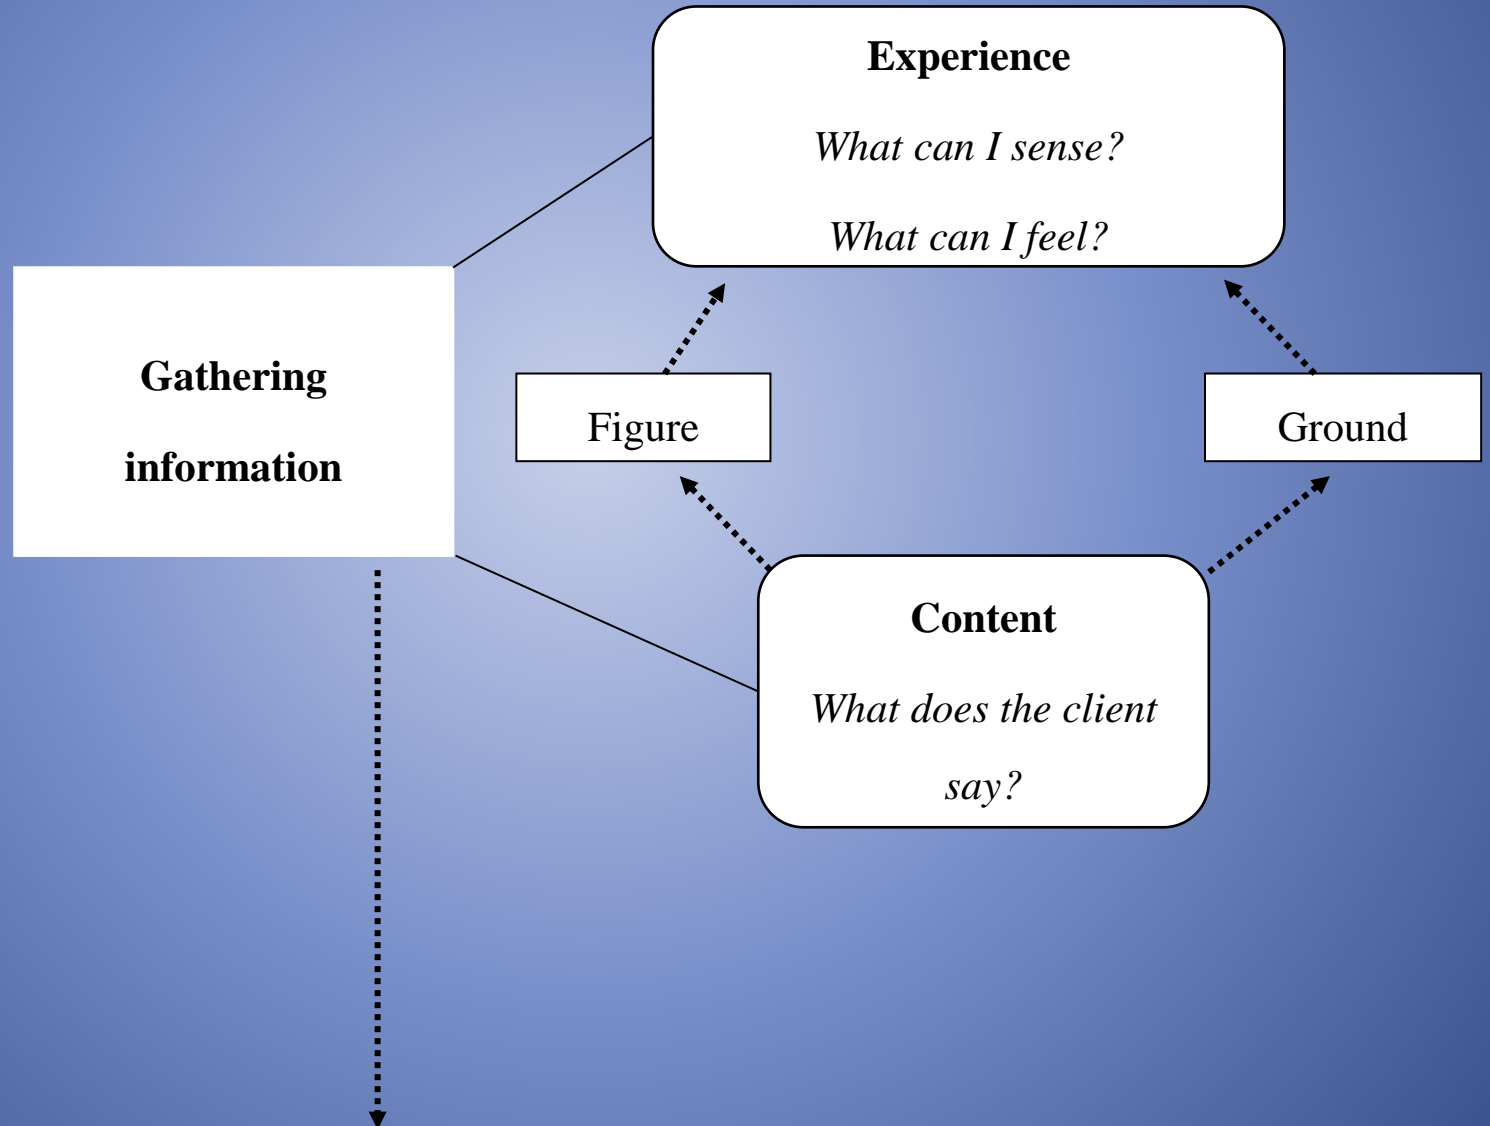 Experience
What can I sense?
What can I feel?
Gathering
information
Figure
Ground
Content
What does the client
say?